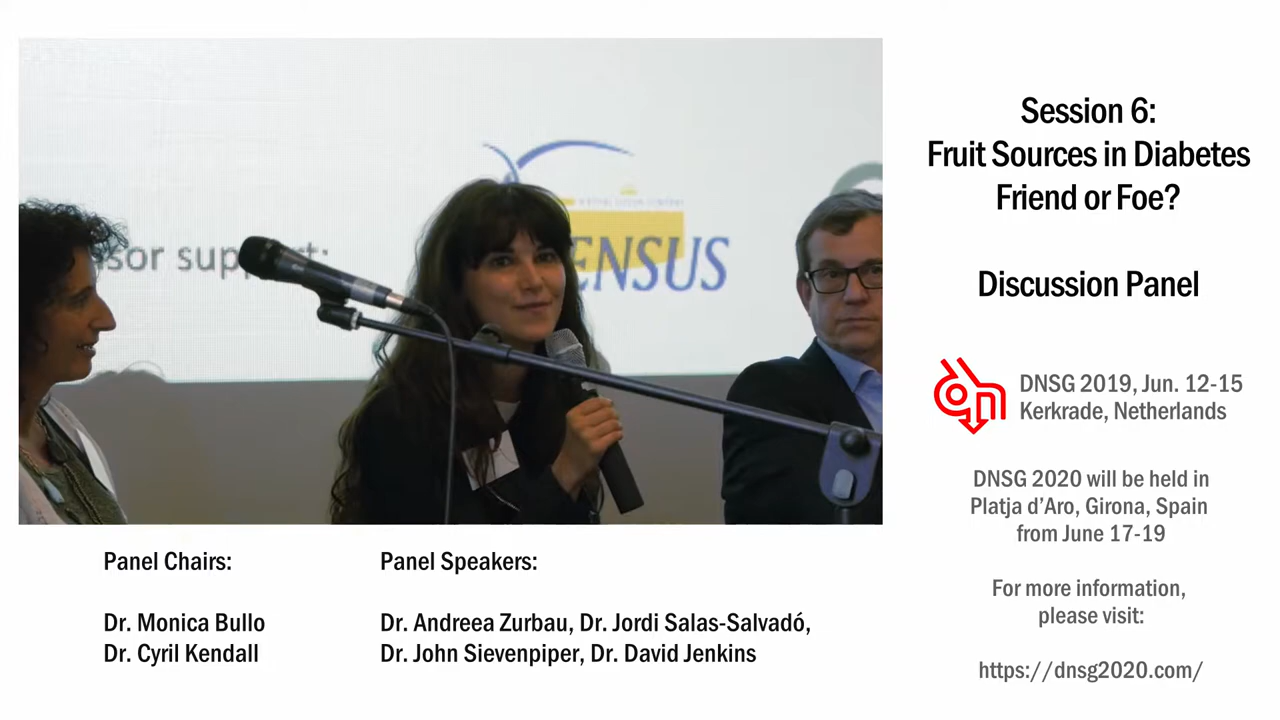 ssor support:
ENSUS
Session 6:
Fruit Sources in Diabetes
Friend or Foe?
Discussion Panel
DNSG 2019, Jun. 12-15
Kerkrade, Netherlands
DNSG 2020 will be held in
Platja d’Aro, Girona, Spain
from June 17-19
For more information,
please visit:
https://dnsg2020.com/
Panel Chairs:
Dr. Monica Bullo
Dr. Cyril Kendall
Panel Speakers:
Dr. Andreea Zurbau, Dr. Jordi Salas-Salvadó,
Dr. John Sievenpiper, Dr. David Jenkins